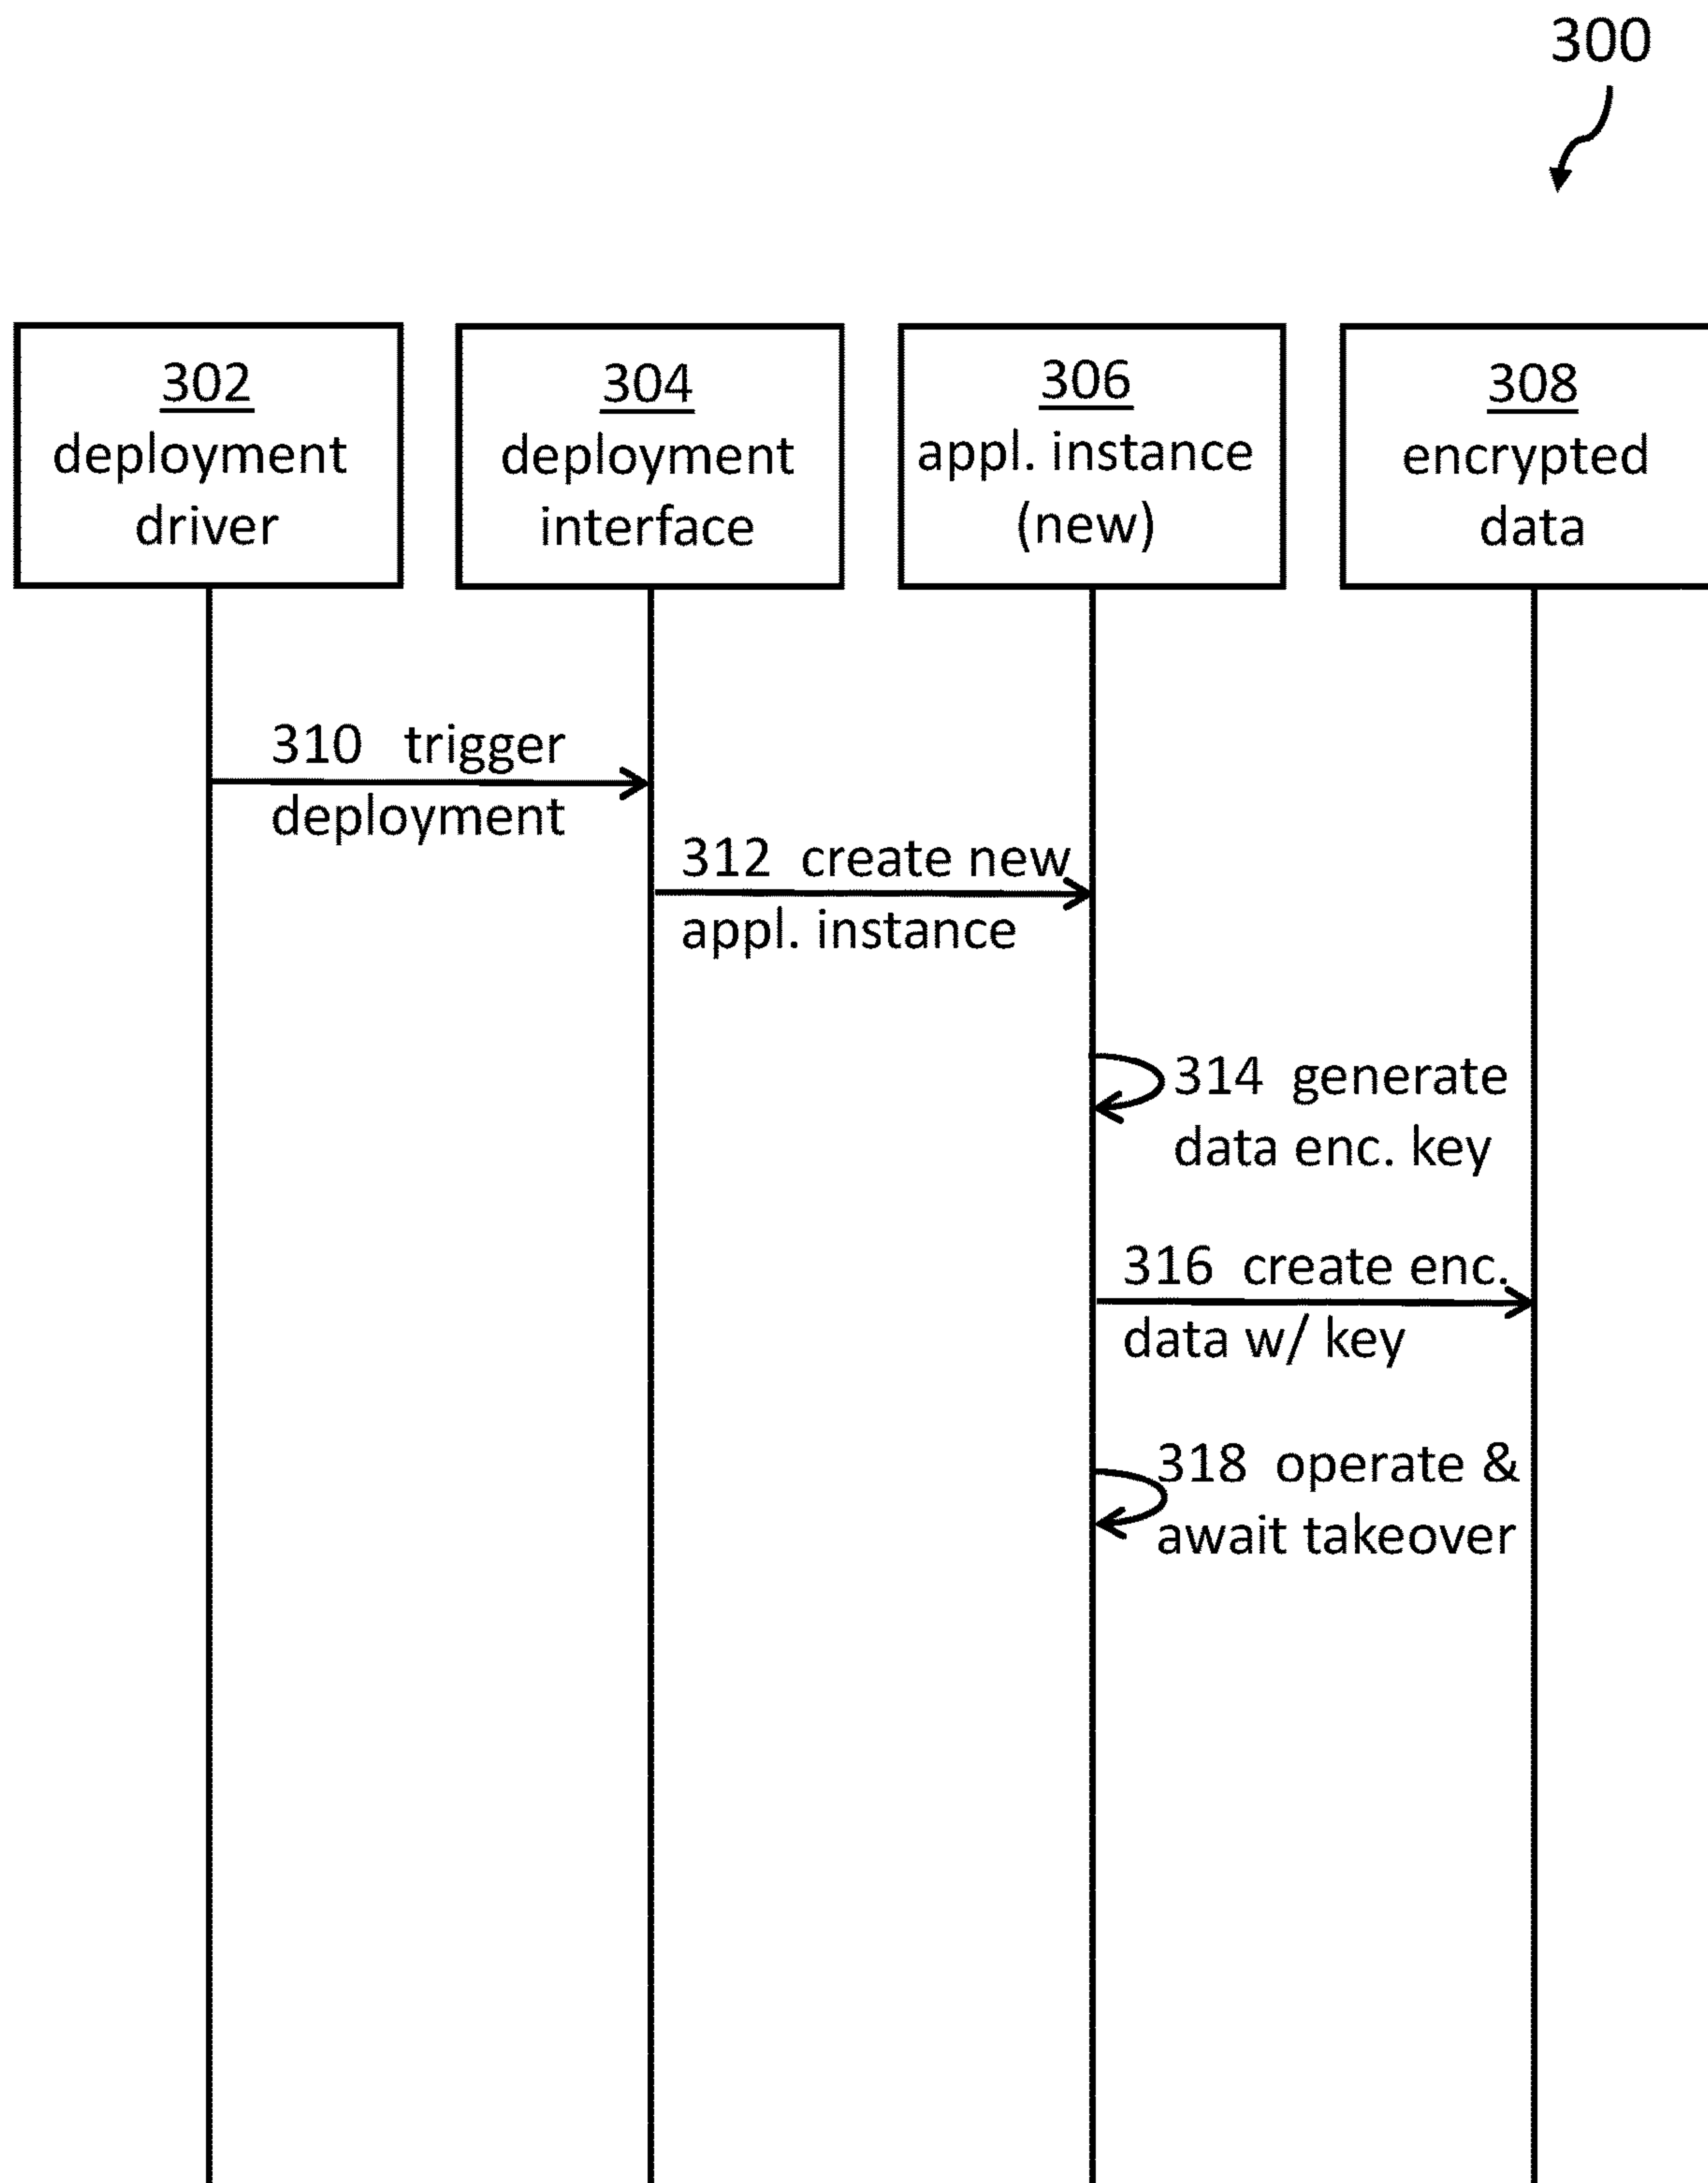 300
302
deployment
driver
304
deployment
interface
306
appl. instance
(new)
308
encrypted
data
310 trigger
deployment
312 create new
appl. instance
314 generate
data enc. key
316 create enc.
data w/ key
318 operate &
await takeover